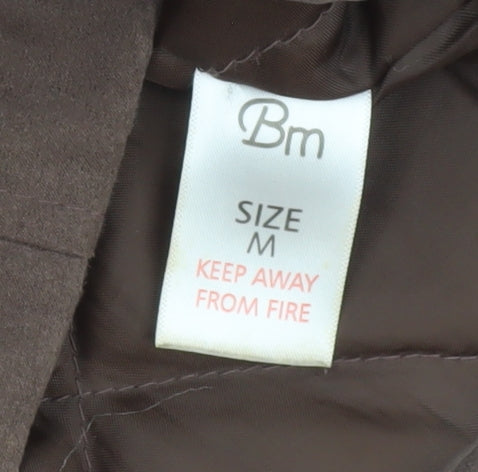 Bm
SIZE
M
KEEP AWAY
FROM FIRE